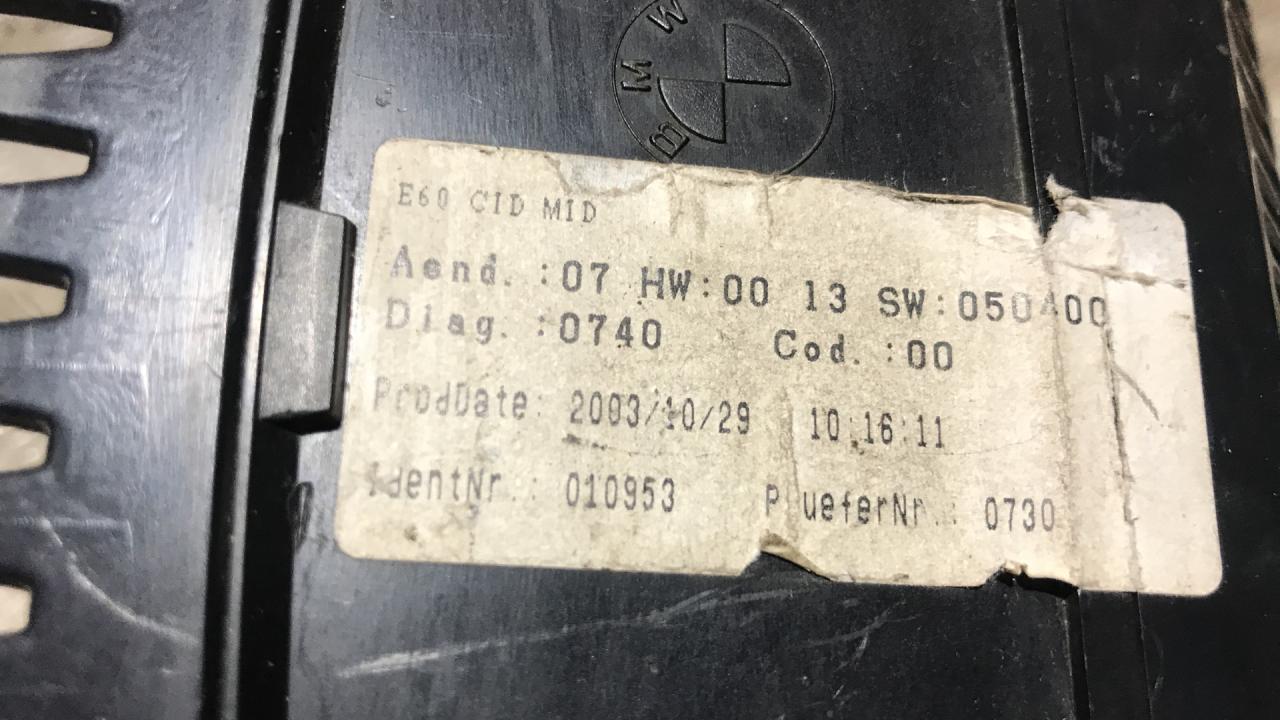 BMW
E60 CID MID
Aend. :07 HW:00 13 SW:050400
Diag. :0740 Cod. :00
ProdDate: 2003/10/29 10:16:11
IdentNr.: 010953 PrueferNr.: 0730